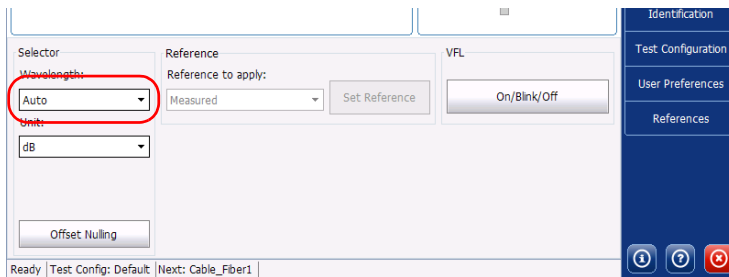 Identification
Selector
Reference
VFL
Test Configuration
Wavelength:
Reference to apply:
Auto
Measured
Set Reference
On/Blink/Off
User Preferences
Unit:
References
dB
Offset Nulling
Ready Test Config: Default Next: Cable_Fiber1